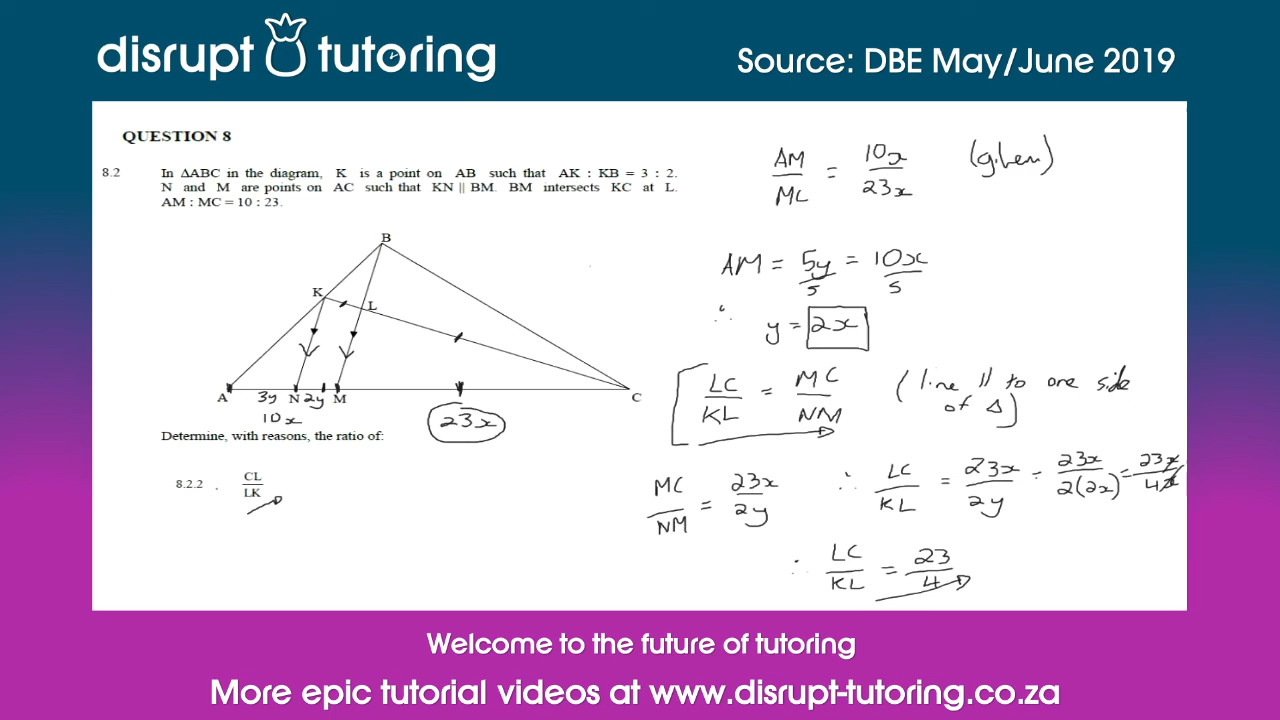 disrupt tutoring
Source: DBE May/June 2019
QUESTION 8
8.2 In ΔABC in the diagram, K is a point on AB such that AK : KB = 3 : 2.
N and M are points on AC such that KN || BM. BM intersects KC at L.
AM : MC = 10 : 23.
B
K
L
A 3y N 2y M C
10x
23x
Determine, with reasons, the ratio of:
8.2.2 . CL/LK
AM/MC = 10x/23x (given)
AM = 5y/5 = 10x/5
∴ y = 2x
LC/KL = MC/NM (line || to one side
of Δ)
MC/NM = 23x/2y ∴ LC/KL = 23x/2y = 23x/2(2x) = 23x/4x
∴ LC/KL = 23/4
Welcome to the future of tutoring
More epic tutorial videos at www.disrupt-tutoring.co.za